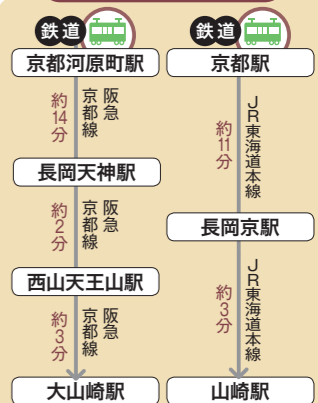 鉄道
京都河原町駅
約14分
阪急
京都線
長岡天神駅
約2分
阪急
京都線
西山天王山駅
約3分
阪急
京都線
大山崎駅
鉄道
京都駅
約11分
JR東海道本線
長岡京駅
約3分
JR東海道本線
山崎駅